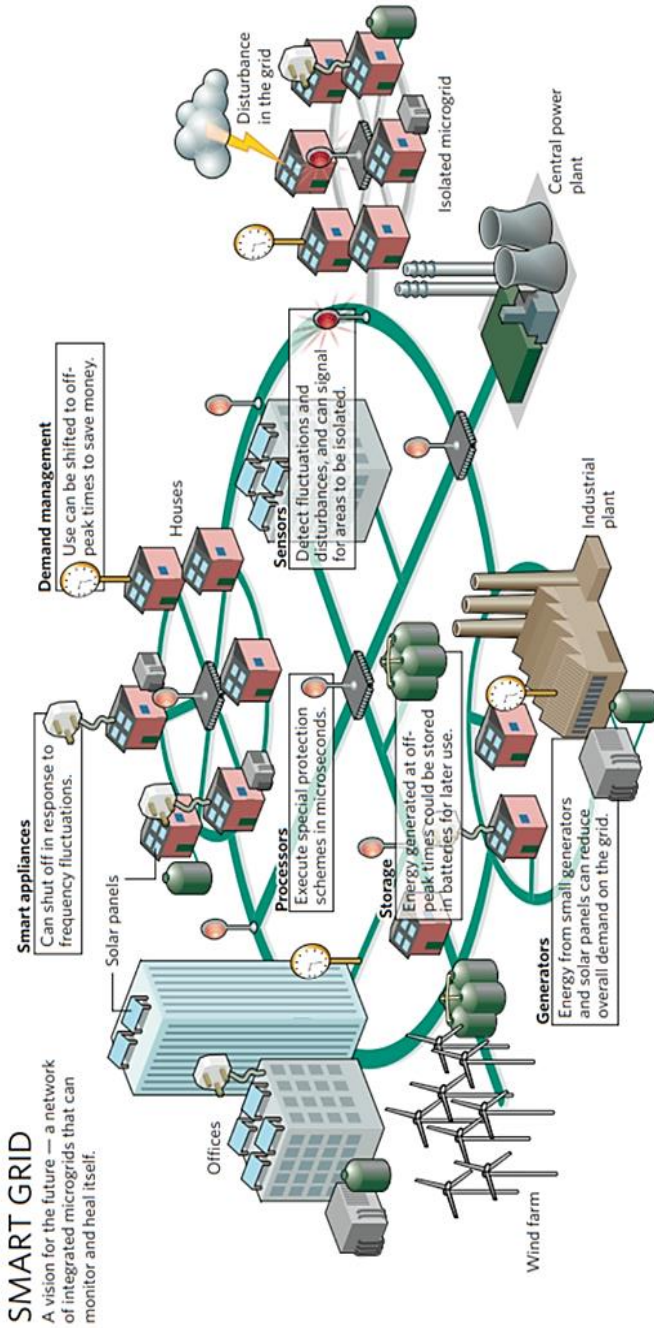 SMART GRID
A vision for the future — a network
of integrated microgrids that can
monitor and heal itself.
Smart appliances
Can shut off in response to
frequency fluctuations.
Demand management
Use can be shifted to off-
peak times to save money.
Solar panels
Houses
Offices
Processors
Execute special protection
schemes in microseconds.
Sensors
Detect fluctuations and
disturbances, and can signal
for areas to be isolated.
Disturbance
in the grid
Storage
Energy generated at off-
peak times could be stored
in batteries for later use.
Isolated microgrid
Wind farm
Generators
Energy from small generators
and solar panels can reduce
overall demand on the grid.
Industrial
plant
Central power
plant